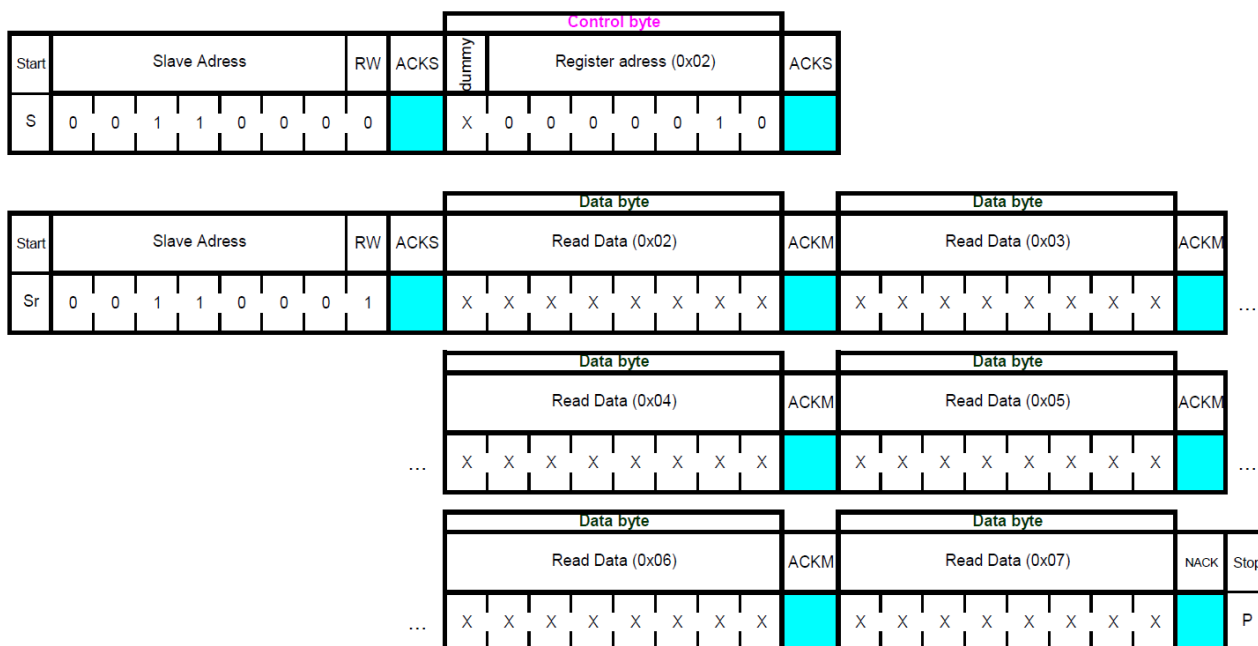 Control byte
Start Slave Adress RW ACKS dummy Register adress (0x02) ACKS
S 0 0 1 1 0 0 0 0 X 0 0 0 0 0 1 0
Data byte Data byte
Start Slave Adress RW ACKS Read Data (0x02) ACKM Read Data (0x03) ACKM
Sr 0 0 1 1 0 0 0 1 X X X X X X X X X X X X X X X X ...
Data byte Data byte
Read Data (0x04) ACKM Read Data (0x05) ACKM
... X X X X X X X X X X X X X X X X ...
Data byte Data byte
Read Data (0x06) ACKM Read Data (0x07) NACK Stop
... X X X X X X X X X X X X X X X X P